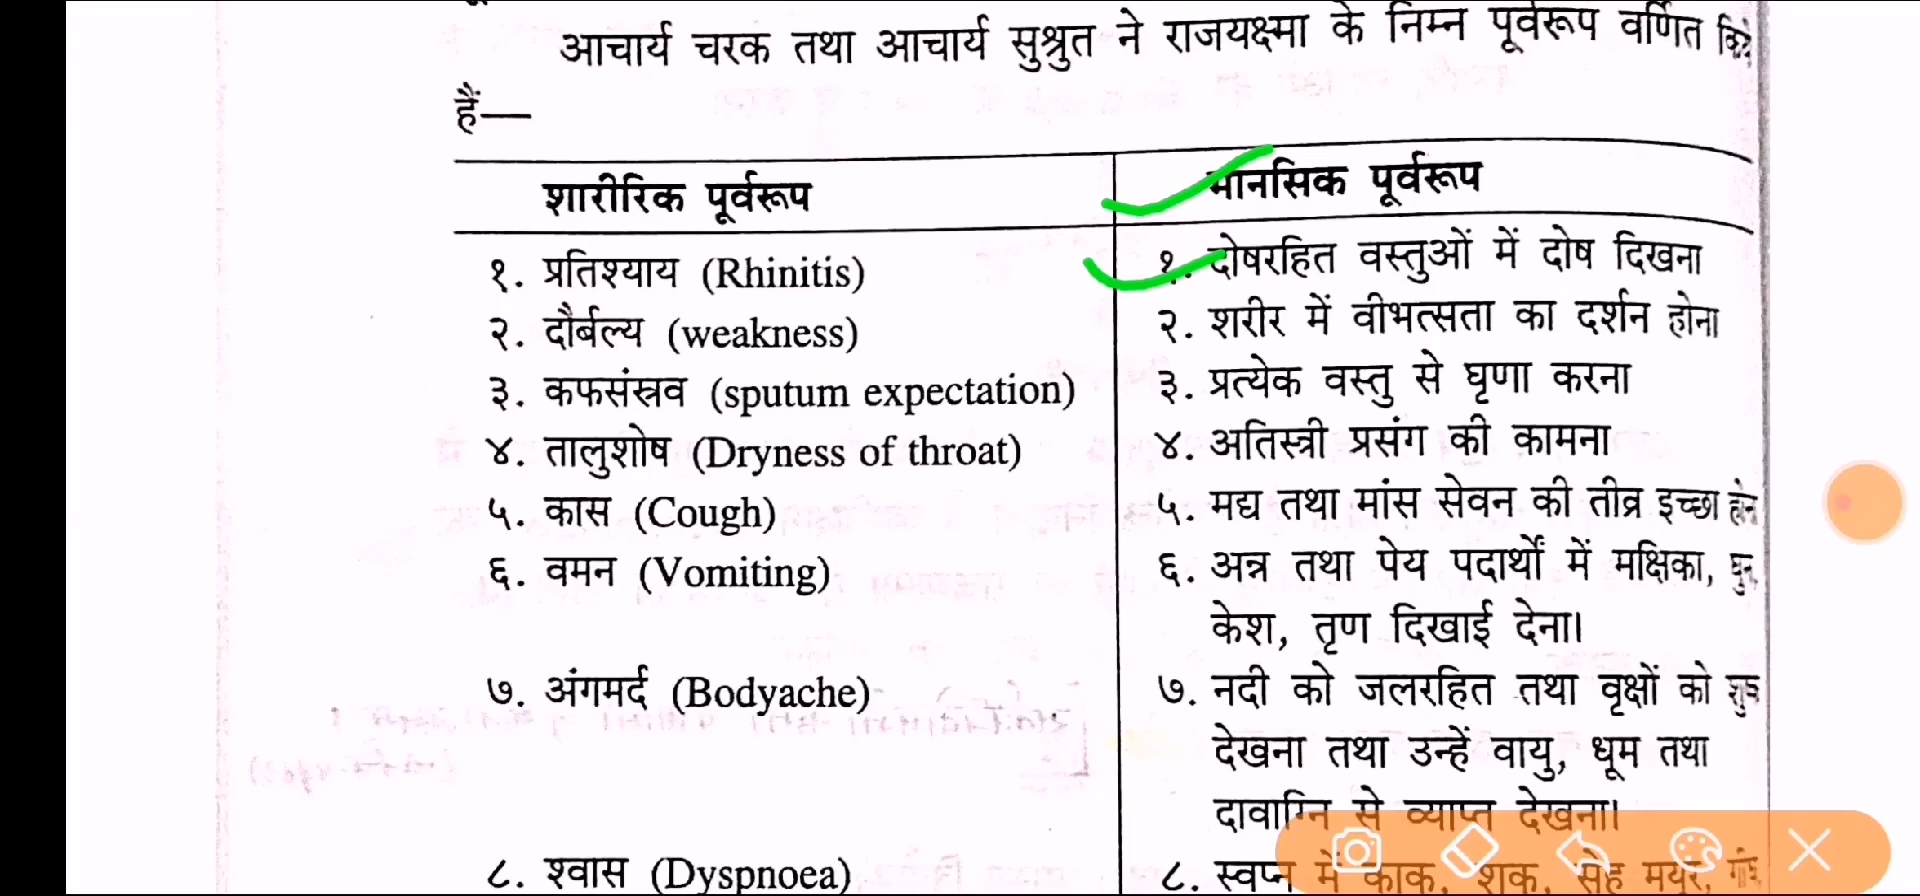 आचार्य चरक तथा आचार्य सुश्रुत ने राजयक्ष्मा के निम्न पूर्वरूप वर्णित किये
हैं—
शारीरिक पूर्वरूप
मानसिक पूर्वरूप
१. प्रतिश्याय (Rhinitis)
१. दोषरहित वस्तुओं में दोष दिखना
२. दौर्बल्य (weakness)
२. शरीर में वीभत्सता का दर्शन होना
३. कफसंस्रव (sputum expectation)
३. प्रत्येक वस्तु से घृणा करना
४. तालुशोष (Dryness of throat)
४. अतिस्त्री प्रसंग की कामना
५. कास (Cough)
५. मद्य तथा मांस सेवन की तीव्र इच्छा
६. वमन (Vomiting)
६. अन्न तथा पेय पदार्थों में मक्षिका, घुन,
केश, तृण दिखाई देना।
७. अंगमर्द (Bodyache)
७. नदी को जलरहित तथा वृक्षों को
देखना तथा उन्हें वायु, धूम तथा
दावाग्नि से व्याप्त देखना।
८. श्वास (Dyspnoea)
८. स्वप्न में काक, शुक, सेह मयूर,